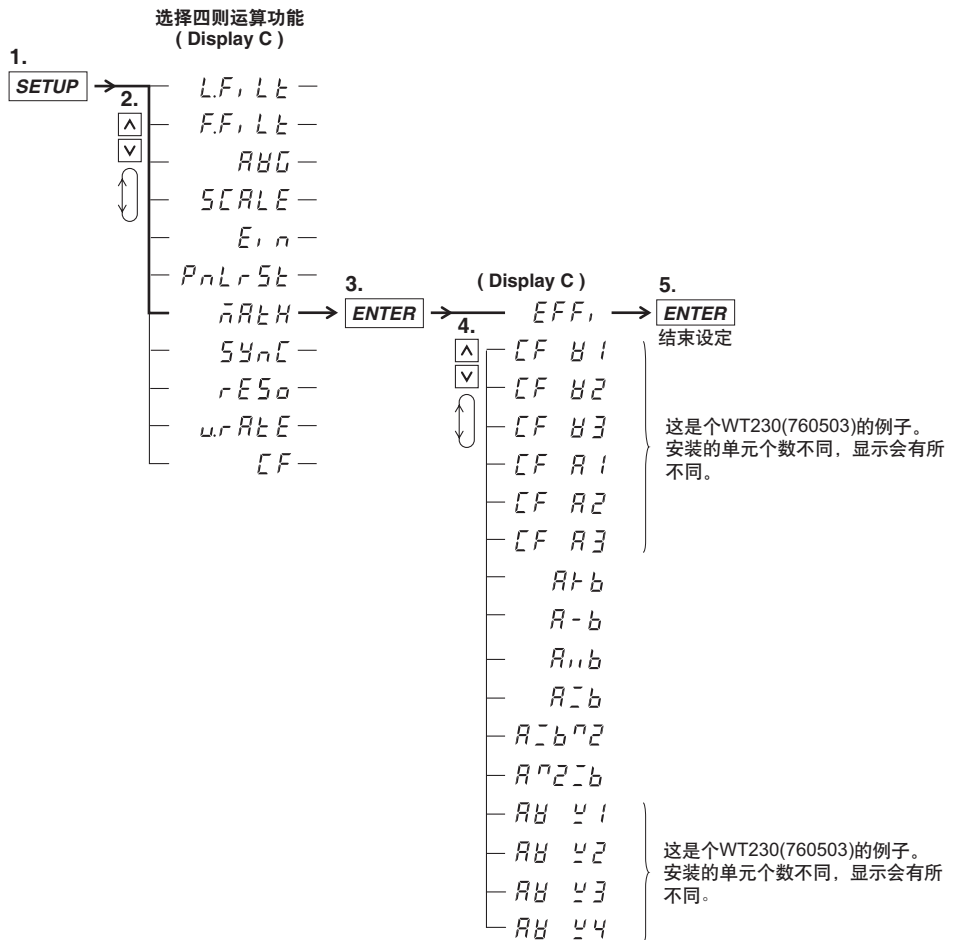 选择四则运算功能
( Display C )
1.
SETUP
2.
L.FiLt
F.FiLt
AVG
SCALE
Ein
PnLrSt
MAtH
SYnC
rESo
u.rAtE
CF
3.
ENTER
( Display C )
4.
EFFi
CF V1
CF V2
CF V3
CF A1
CF A2
CF A3
A+b
A-b
5.
ENTER
结束设定
这是个WT230(760503)的例子。
安装的单元个数不同，显示会有所
不同。
AV W1
AV W2
AV W3
AV W4
这是个WT230(760503)的例子。
安装的单元个数不同，显示会有所
不同。